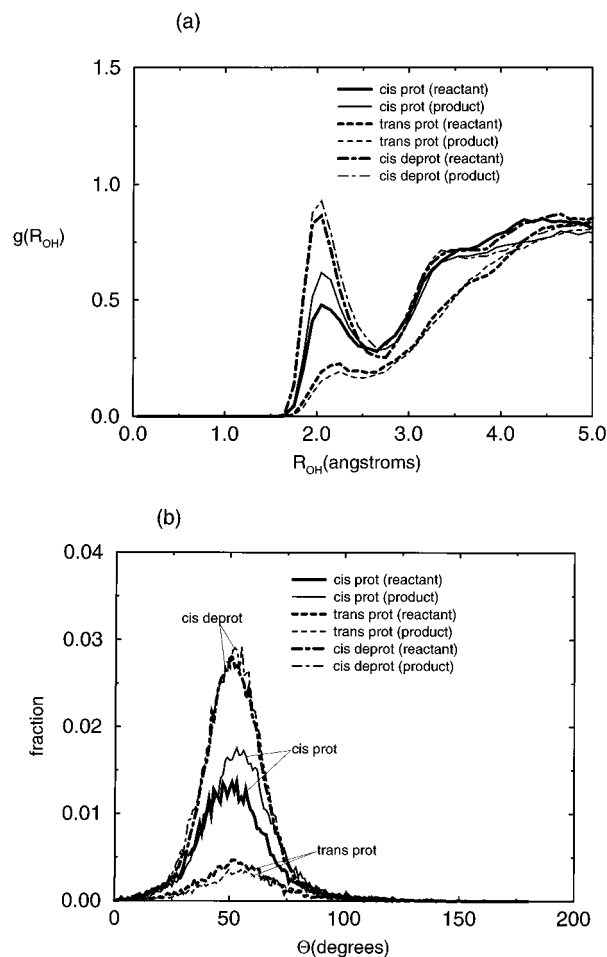 (a)
1.5
1.0
g(R_OH)
0.5
0.0
cis prot (reactant)
cis prot (product)
trans prot (reactant)
trans prot (product)
cis deprot (reactant)
cis deprot (product)
0.0 1.0 2.0 3.0 4.0 5.0
R_OH(angstroms)
(b)
0.04
0.03
fraction
0.02
0.01
0.00
cis prot (reactant)
cis prot (product)
trans prot (reactant)
trans prot (product)
cis deprot (reactant)
cis deprot (product)
cis deprot
cis prot
trans prot
0 50 100 150 200
Θ(degrees)